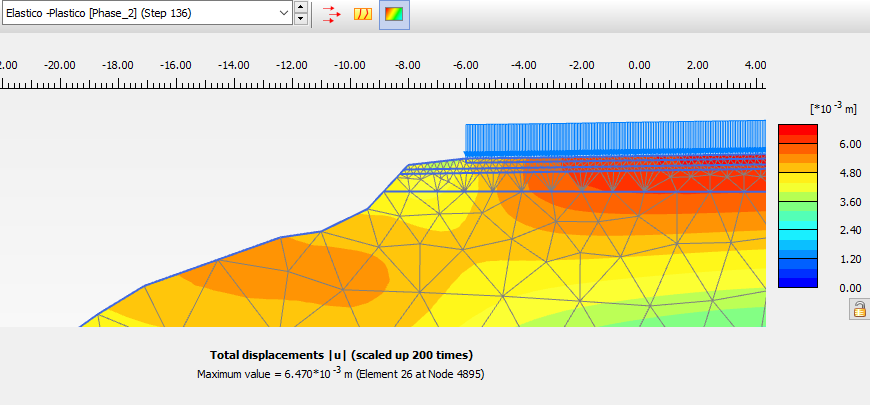 Elastico -Plastico [Phase_2] (Step 136)
2.00 -20.00 -18.00 -16.00 -14.00 -12.00 -10.00 -8.00 -6.00 -4.00 -2.00 0.00 2.00 4.00
[*10 -3 m]
6.00
4.80
3.60
2.40
1.20
0.00
Total displacements |u| (scaled up 200 times)
Maximum value = 6.470*10 -3 m (Element 26 at Node 4895)